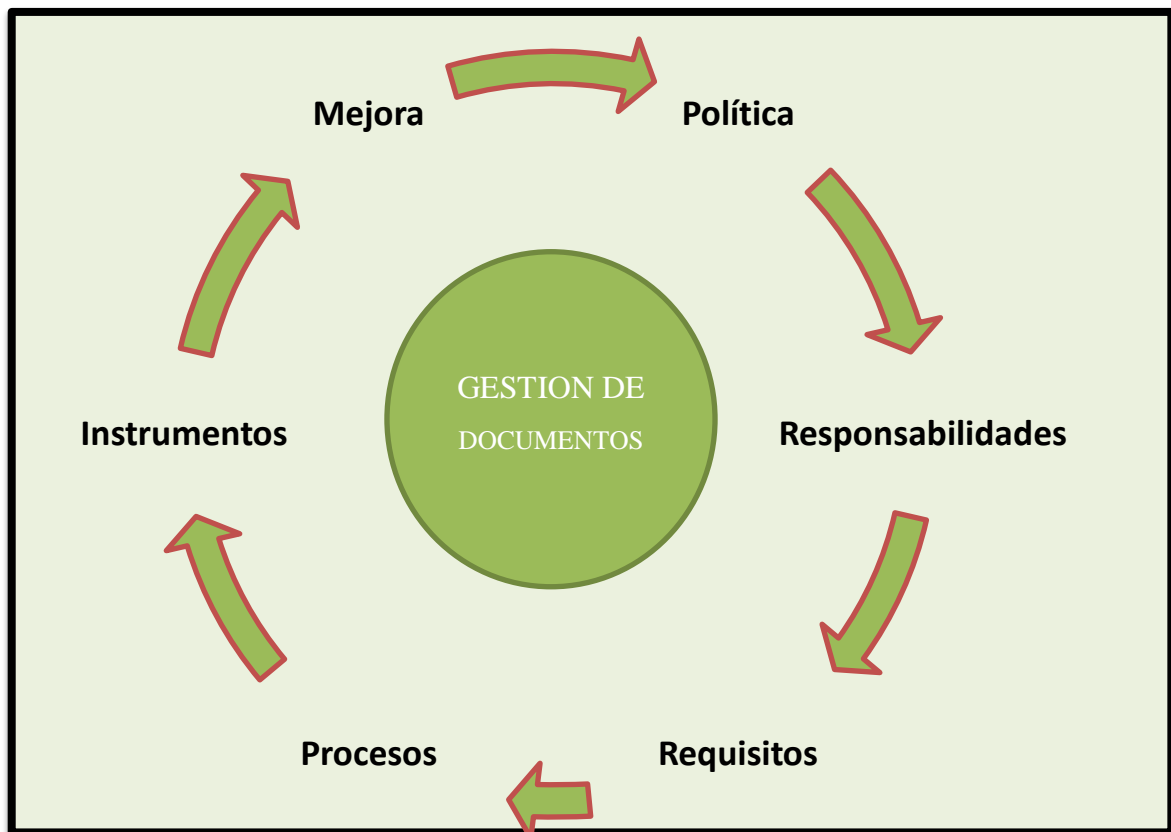 Mejora
Política
GESTION DE
DOCUMENTOS
Instrumentos
Responsabilidades
Procesos
Requisitos